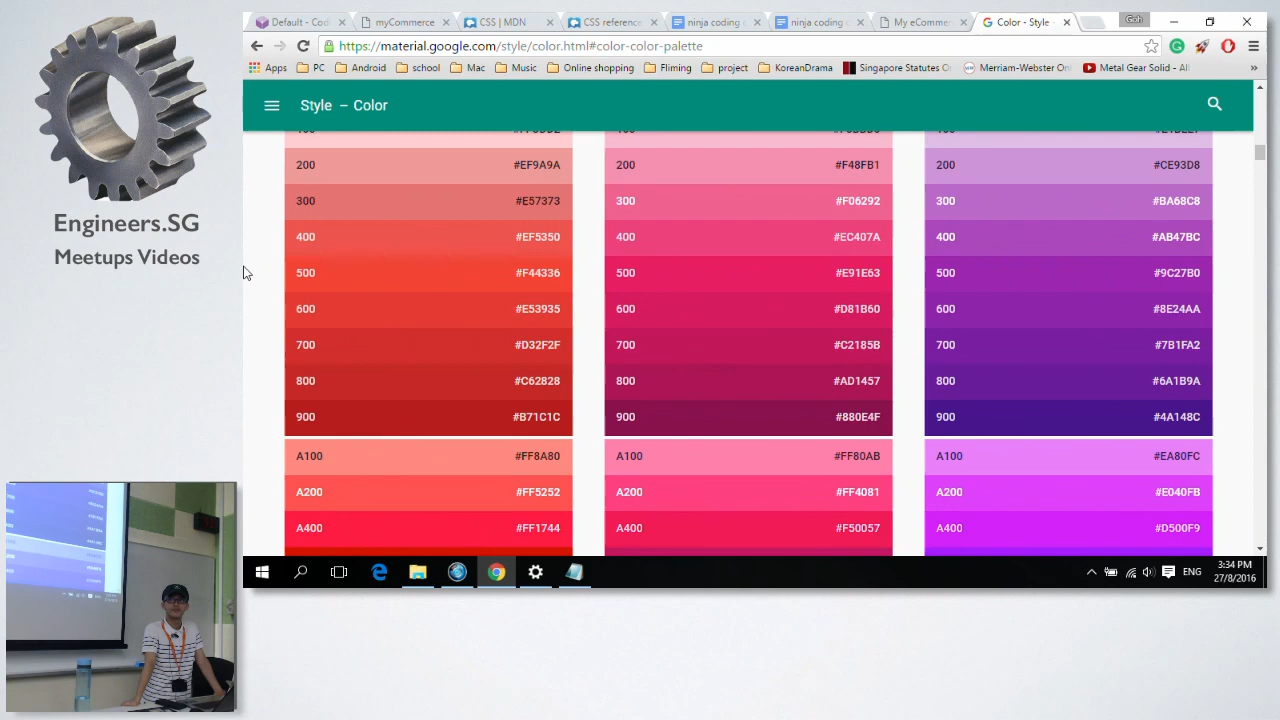 Engineers.SG
Meetups Videos
Default - Cod
myCommerce
CSS | MDN
CSS reference
ninja coding c
ninja coding c
My eComme
Color - Style -
Goh
https://material.google.com/style/color.html#color-color-palette
Apps
PC
Android
school
Mac
Music
Online shopping
Fliming
project
KoreanDrama
Singapore Statutes O
Merriam-Webster Onl
Metal Gear Solid - All
»
Style – Color
200 #EF9A9A
300 #E57373
400 #EF5350
500 #F44336
600 #E53935
700 #D32F2F
800 #C62828
900 #B71C1C
A100 #FF8A80
A200 #FF5252
A400 #FF1744
200 #F48FB1
300 #F06292
400 #EC407A
500 #E91E63
600 #D81B60
700 #C2185B
800 #AD1457
900 #880E4F
A100 #FF80AB
A200 #FF4081
A400 #F50057
200 #CE93D8
300 #BA68C8
400 #AB47BC
500 #9C27B0
600 #8E24AA
700 #7B1FA2
800 #6A1B9A
900 #4A148C
A100 #EA80FC
A200 #E040FB
A400 #D500F9
ENG
3:34 PM
27/8/2016